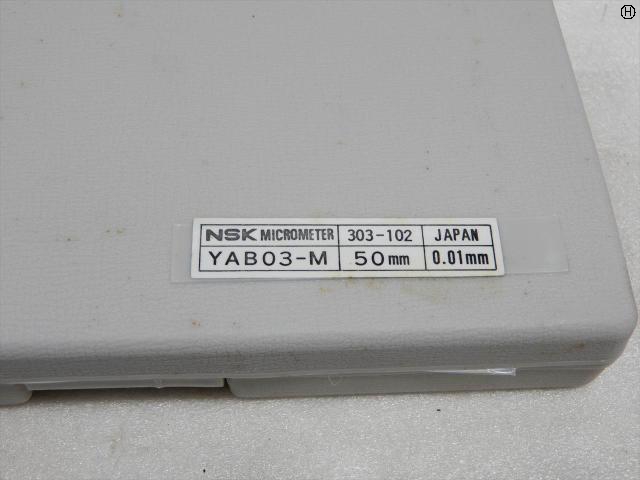 NSK MICROMETER 303-102 JAPAN
YAB03-M 50mm 0.01mm
H